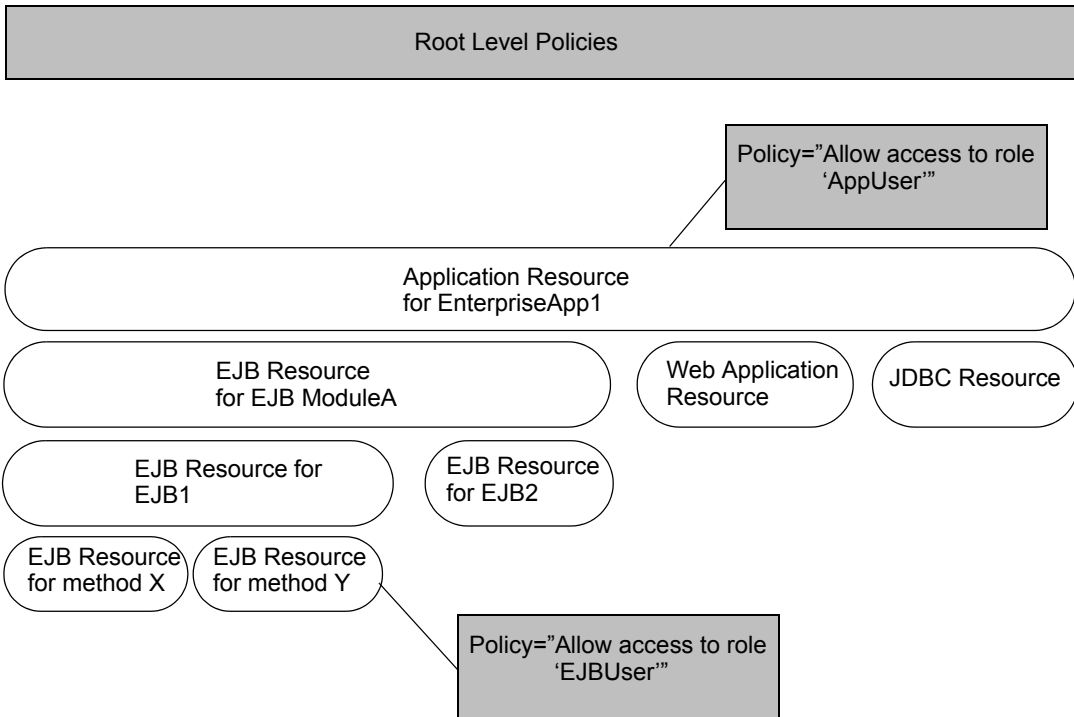 Root Level Policies
Policy=”Allow access to role
‘AppUser’”
Application Resource
for EnterpriseApp1
EJB Resource
for EJB ModuleA
Web Application
Resource
JDBC Resource
EJB Resource for
EJB1
EJB Resource
for EJB2
EJB Resource
for method X
EJB Resource
for method Y
Policy=”Allow access to role
‘EJBUser’”